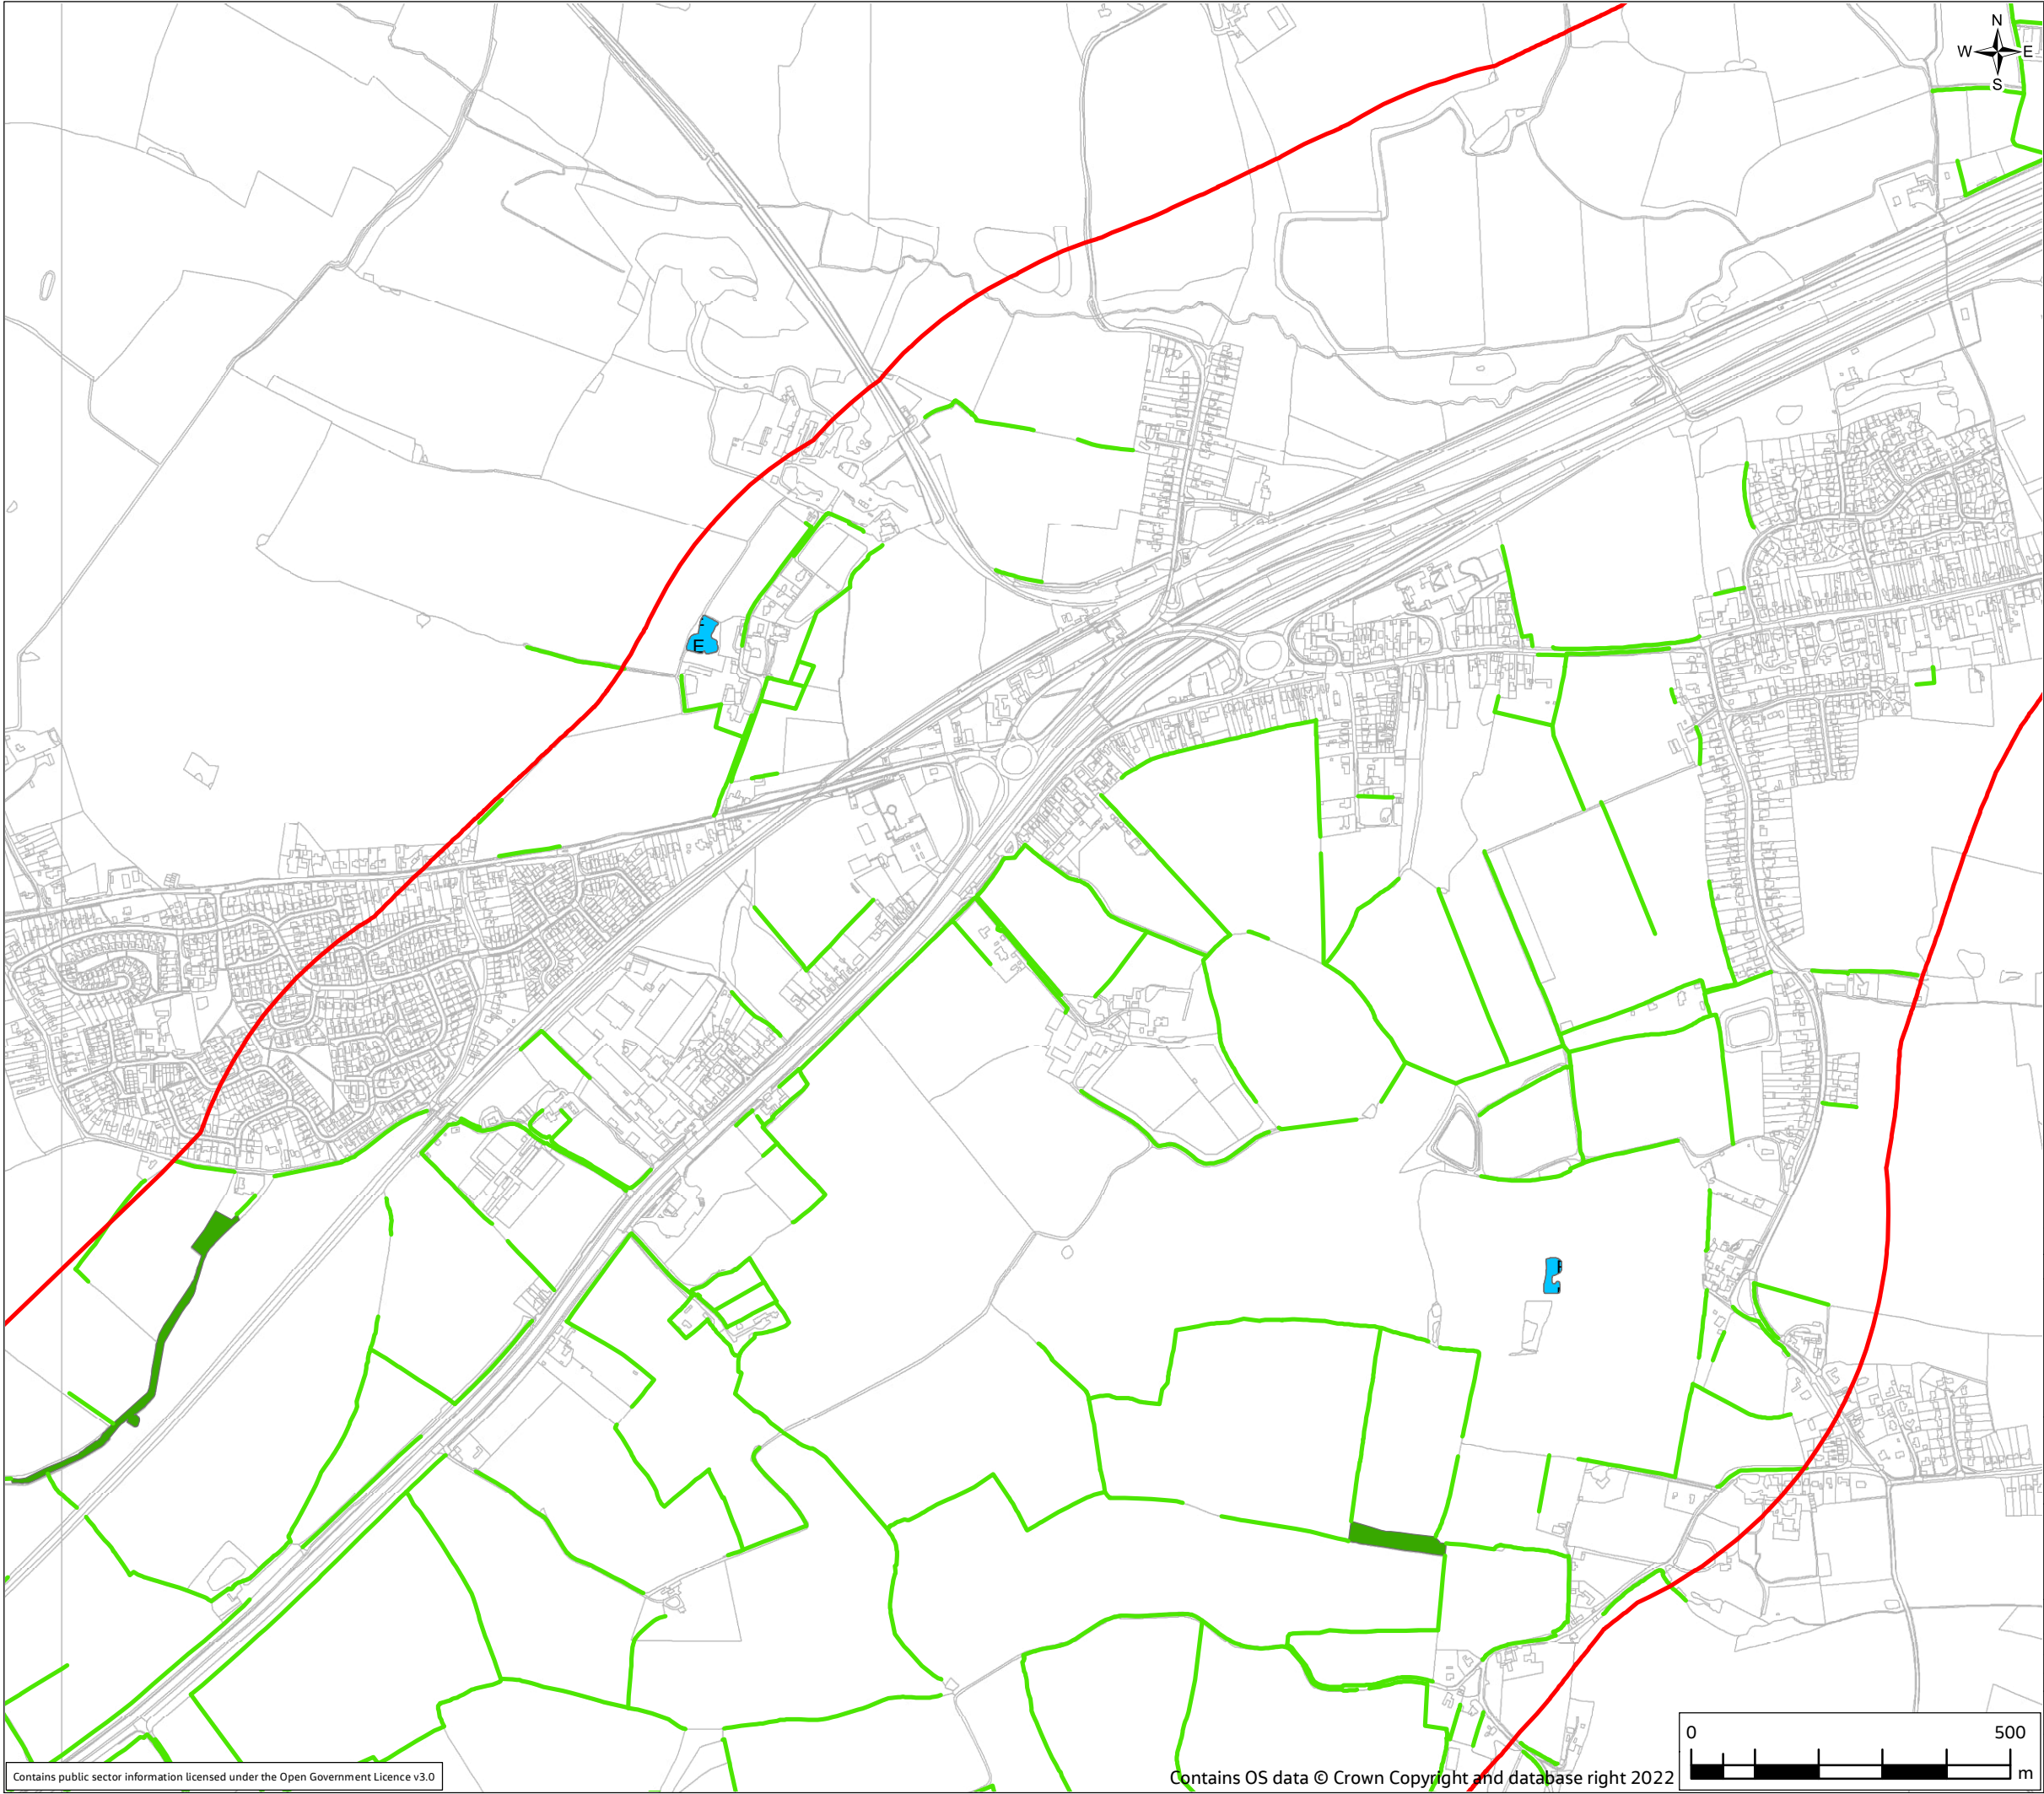 N
W E
S
E
0 500
m
Contains public sector information licensed under the Open Government Licence v3.0
Contains OS data © Crown Copyright and database right 2022